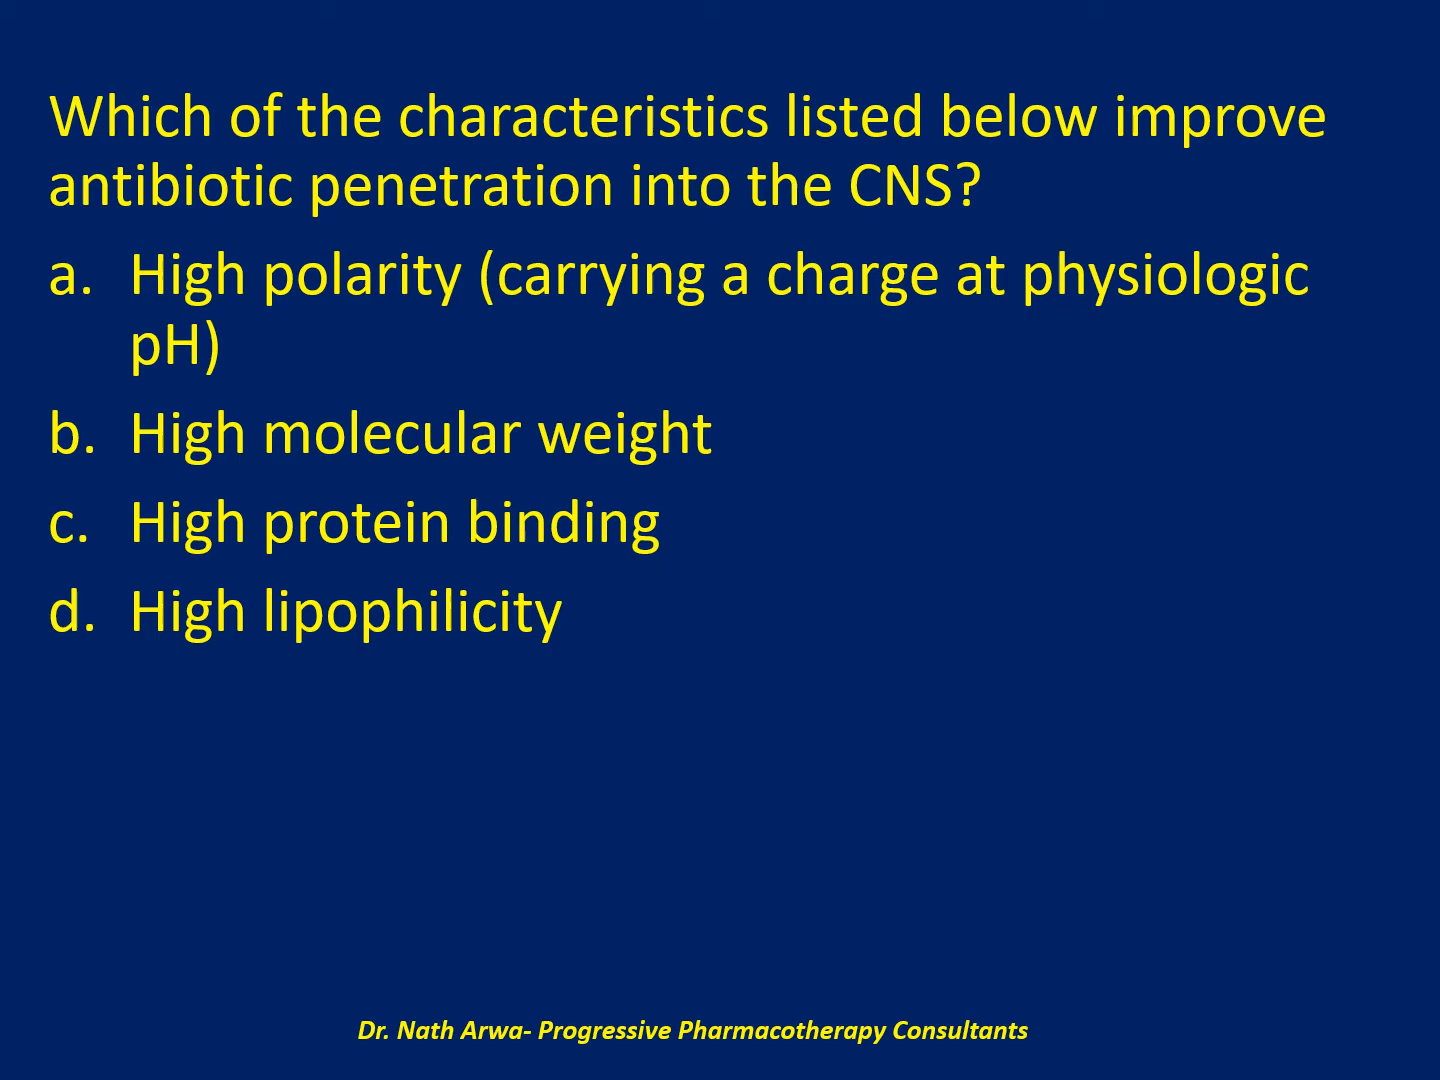 Which of the characteristics listed below improve
antibiotic penetration into the CNS?
a. High polarity (carrying a charge at physiologic
pH)
b. High molecular weight
c. High protein binding
d. High lipophilicity
Dr. Nath Arwa- Progressive Pharmacotherapy Consultants